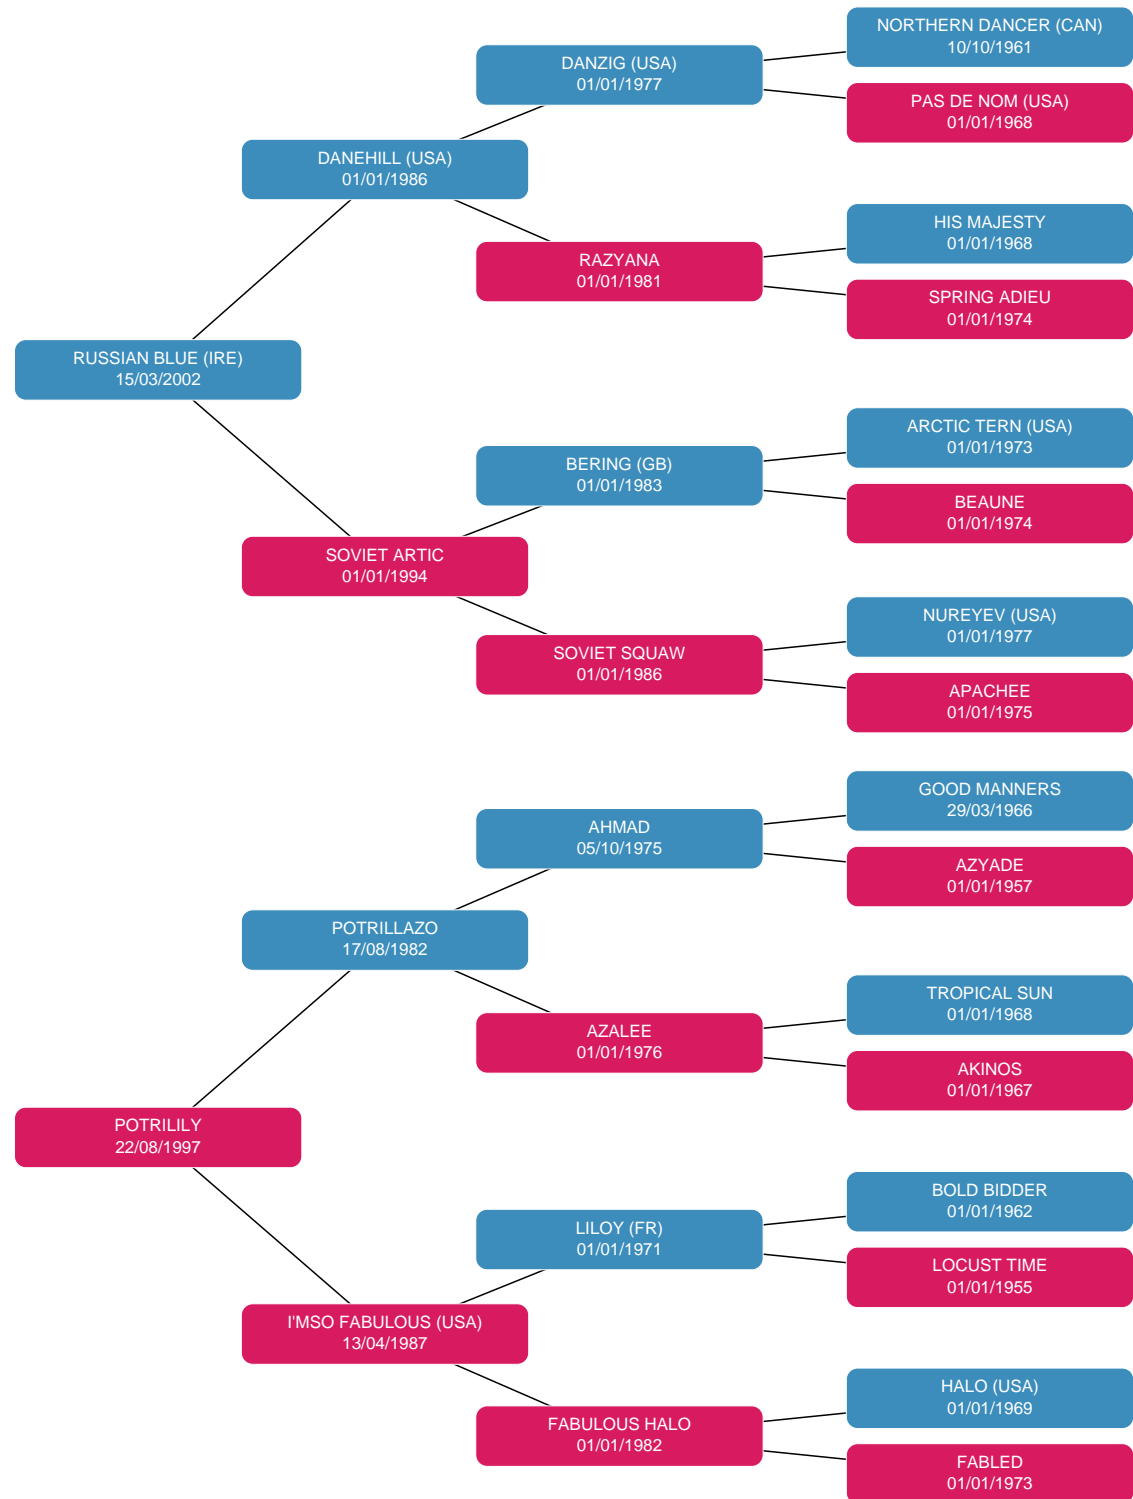 NORTHERN DANCER (CAN)
10/10/1961
DANZIG (USA)
01/01/1977
PAS DE NOM (USA)
01/01/1968
DANEHILL (USA)
01/01/1986
HIS MAJESTY
01/01/1968
RAZYANA
01/01/1981
SPRING ADIEU
01/01/1974
RUSSIAN BLUE (IRE)
15/03/2002
ARCTIC TERN (USA)
01/01/1973
BERING (GB)
01/01/1983
BEAUNE
01/01/1974
SOVIET ARTIC
01/01/1994
NUREYEV (USA)
01/01/1977
SOVIET SQUAW
01/01/1986
APACHEE
01/01/1975
GOOD MANNERS
29/03/1966
AHMAD
05/10/1975
AZYADE
01/01/1957
POTRILLAZO
17/08/1982
TROPICAL SUN
01/01/1968
AZALEE
01/01/1976
AKINOS
01/01/1967
POTRILILY
22/08/1997
BOLD BIDDER
01/01/1962
LILOY (FR)
01/01/1971
LOCUST TIME
01/01/1955
I'MSO FABULOUS (USA)
13/04/1987
HALO (USA)
01/01/1969
FABULOUS HALO
01/01/1982
FABLED
01/01/1973